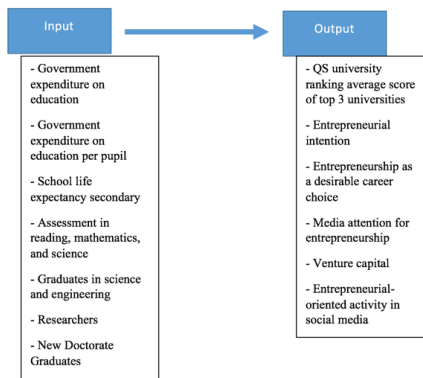 Input
Output
- Government
expenditure on
education
- Government
expenditure on
education per pupil
- School life
expectancy secondary
- Assessment in
reading, mathematics,
and science
- Graduates in science
and engineering
- Researchers
- New Doctorate
Graduates
- QS university
ranking average score
of top 3 universities
- Entrepreneurial
intention
- Entrepreneurship as
a desirable career
choice
- Media attention for
entrepreneurship
- Venture capital
- Entrepreneurial-
oriented activity in
social media